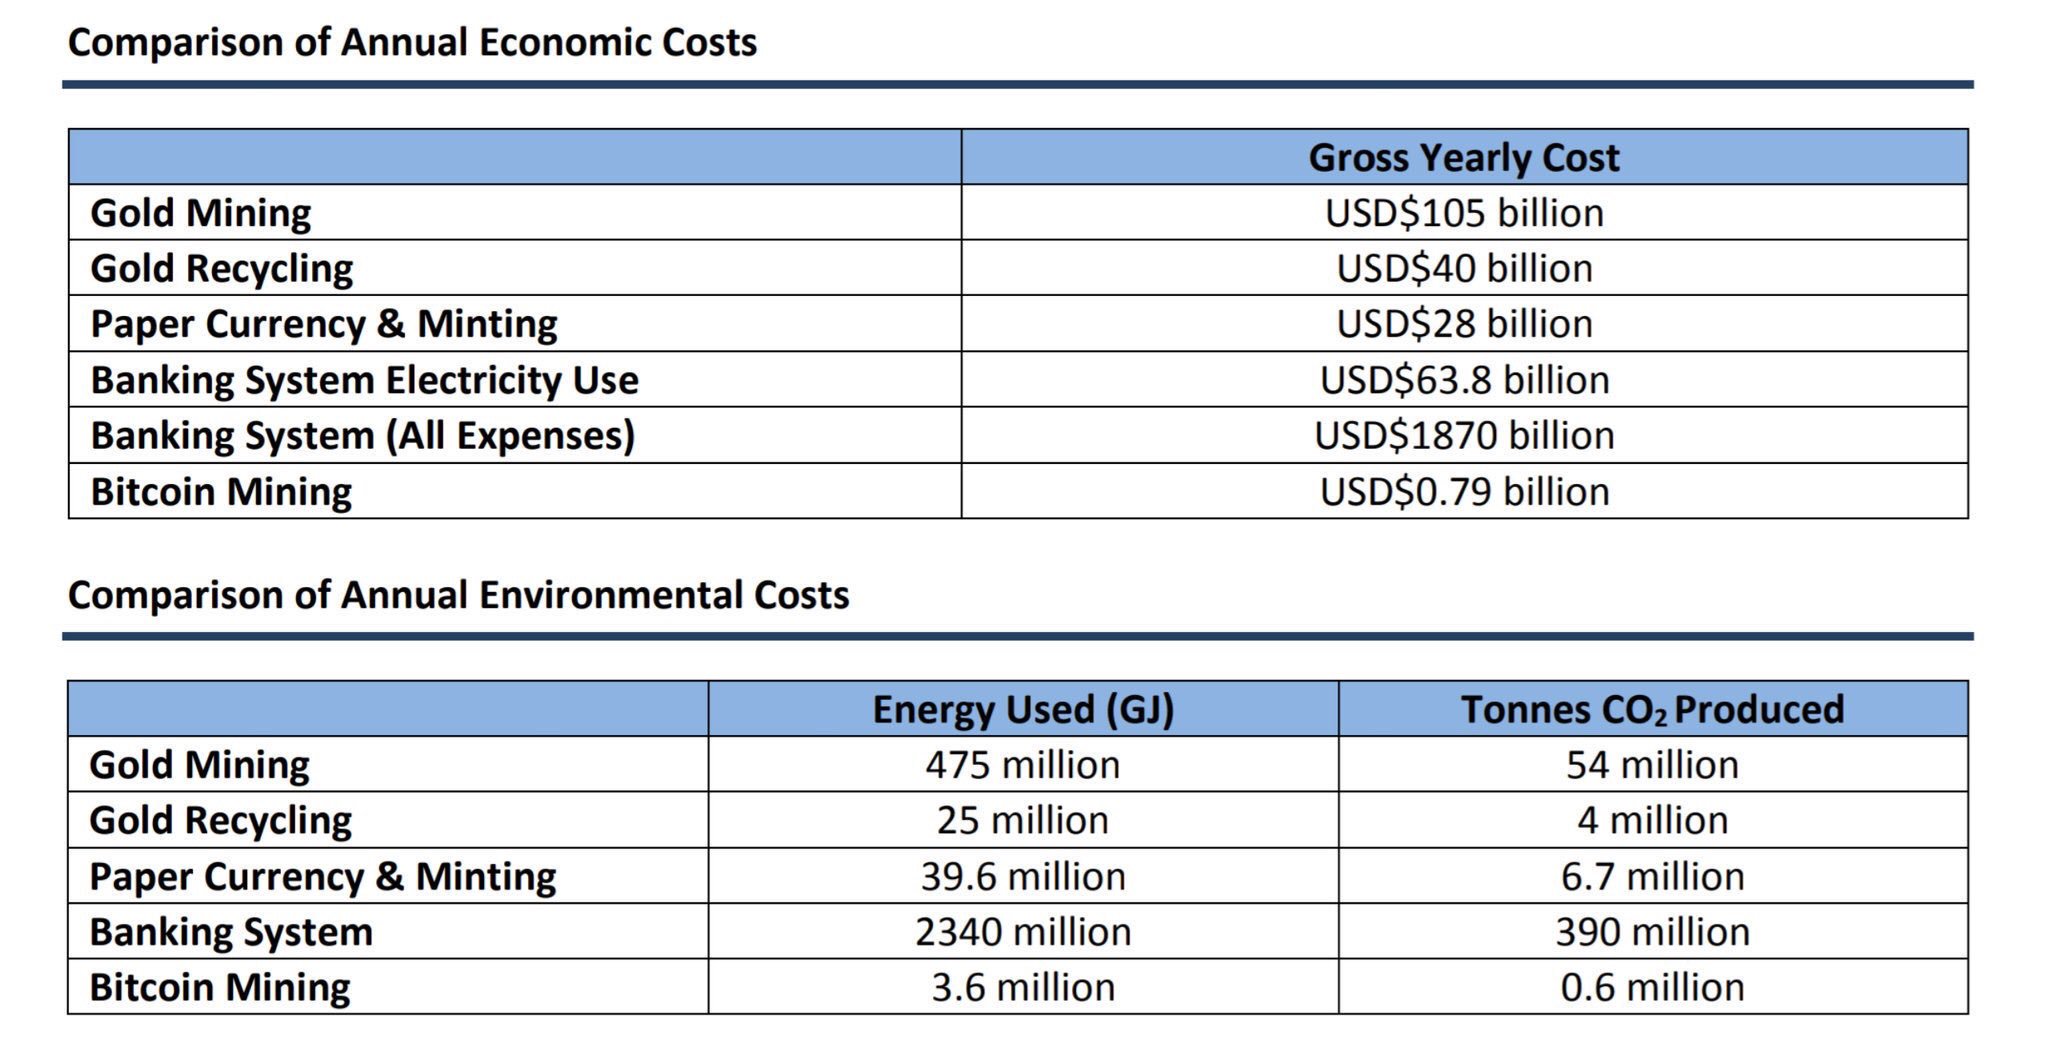 Comparison of Annual Economic Costs
Gross Yearly Cost
Gold Mining USD$105 billion
Gold Recycling USD$40 billion
Paper Currency & Minting USD$28 billion
Banking System Electricity Use USD$63.8 billion
Banking System (All Expenses) USD$1870 billion
Bitcoin Mining USD$0.79 billion
Comparison of Annual Environmental Costs
Energy Used (GJ) Tonnes CO₂ Produced
Gold Mining 475 million 54 million
Gold Recycling 25 million 4 million
Paper Currency & Minting 39.6 million 6.7 million
Banking System 2340 million 390 million
Bitcoin Mining 3.6 million 0.6 million